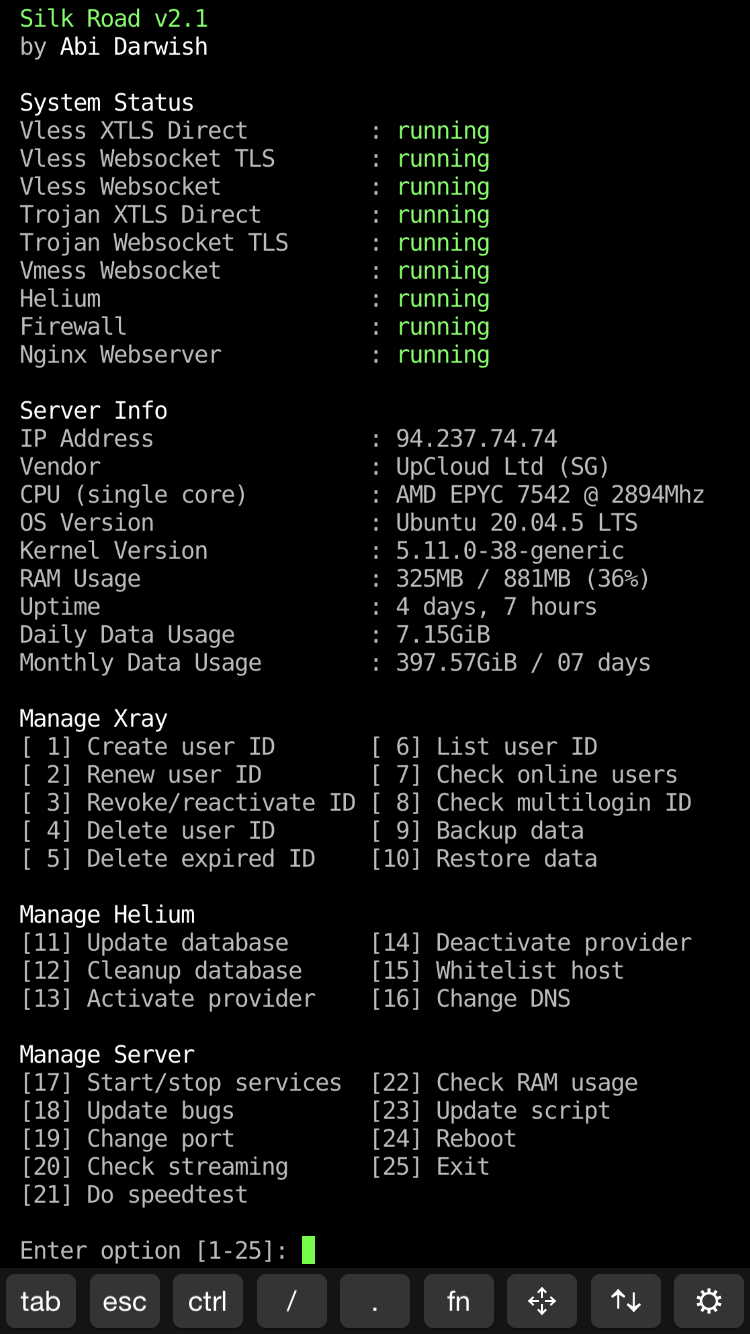 Silk Road v2.1
by Abi Darwish
System Status
Vless XTLS Direct : running
Vless Websocket TLS : running
Vless Websocket : running
Trojan XTLS Direct : running
Trojan Websocket TLS : running
Vmess Websocket : running
Helium : running
Firewall : running
Nginx Webserver : running
Server Info
IP Address : 94.237.74.74
Vendor : UpCloud Ltd (SG)
CPU (single core) : AMD EPYC 7542 @ 2894Mhz
OS Version : Ubuntu 20.04.5 LTS
Kernel Version : 5.11.0-38-generic
RAM Usage : 325MB / 881MB (36%)
Uptime : 4 days, 7 hours
Daily Data Usage : 7.15GiB
Monthly Data Usage : 397.57GiB / 07 days
Manage Xray
[ 1] Create user ID [ 6] List user ID
[ 2] Renew user ID [ 7] Check online users
[ 3] Revoke/reactivate ID [ 8] Check multilogin ID
[ 4] Delete user ID [ 9] Backup data
[ 5] Delete expired ID [10] Restore data
Manage Helium
[11] Update database [14] Deactivate provider
[12] Cleanup database [15] Whitelist host
[13] Activate provider [16] Change DNS
Manage Server
[17] Start/stop services [22] Check RAM usage
[18] Update bugs [23] Update script
[19] Change port [24] Reboot
[20] Check streaming [25] Exit
[21] Do speedtest
Enter option [1-25]:
tab esc ctrl / . fn